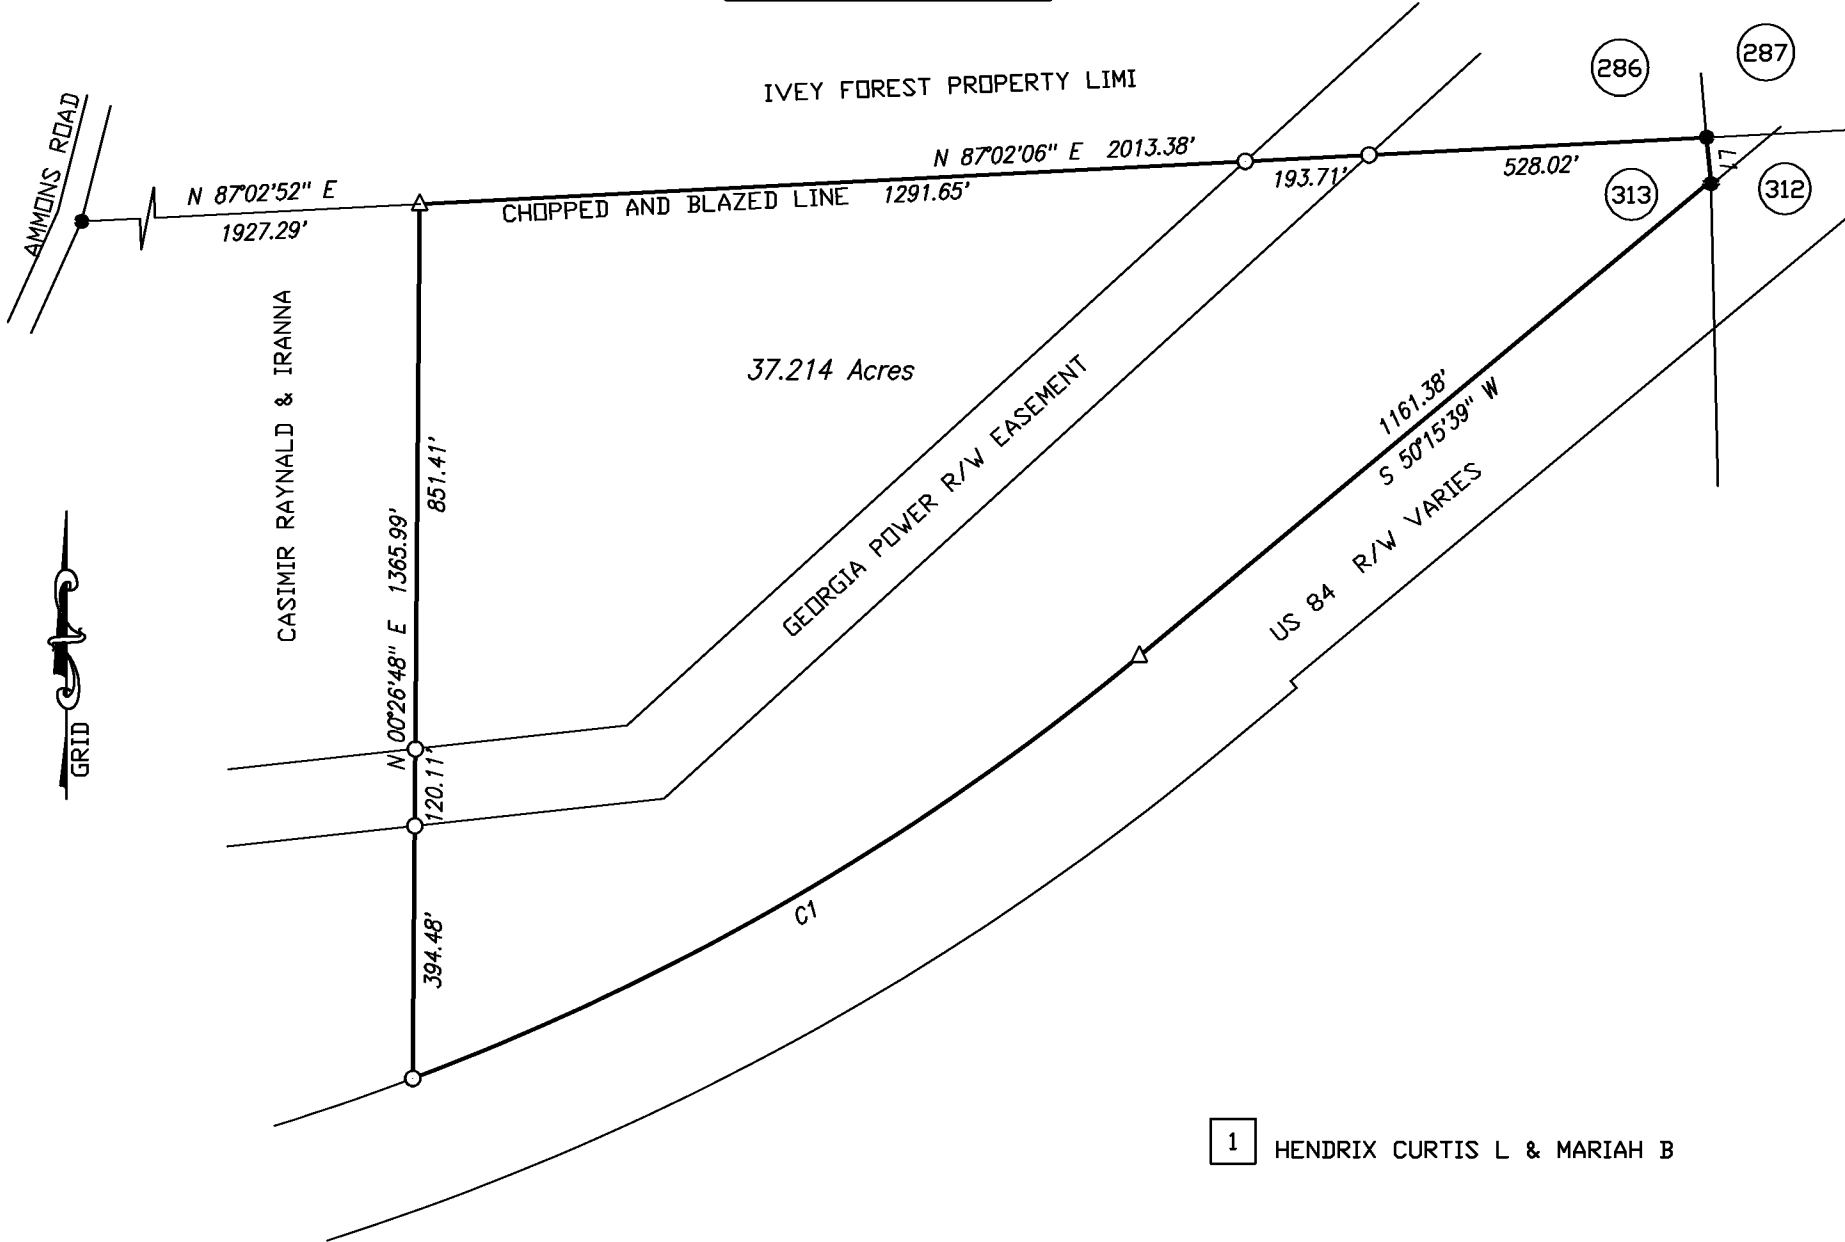 286
287
IVEY FOREST PROPERTY LIMI
AMMONS ROAD
N 87°02'06" E 2013.38'
N 87°02'52" E
1927.29'
CHOPPED AND BLAZED LINE 1291.65'
193.71'
528.02'
L1
313
312
CASIMIR RAYNALD & IRANNA
37.214 Acres
GEORGIA POWER R/W EASEMENT
1161.38'
S 50°15'39" W
US 84 R/W VARIES
851.41'
N 00°26'48" E 1365.99'
120.11'
GRID
394.48'
C1
1 HENDRIX CURTIS L & MARIAH B